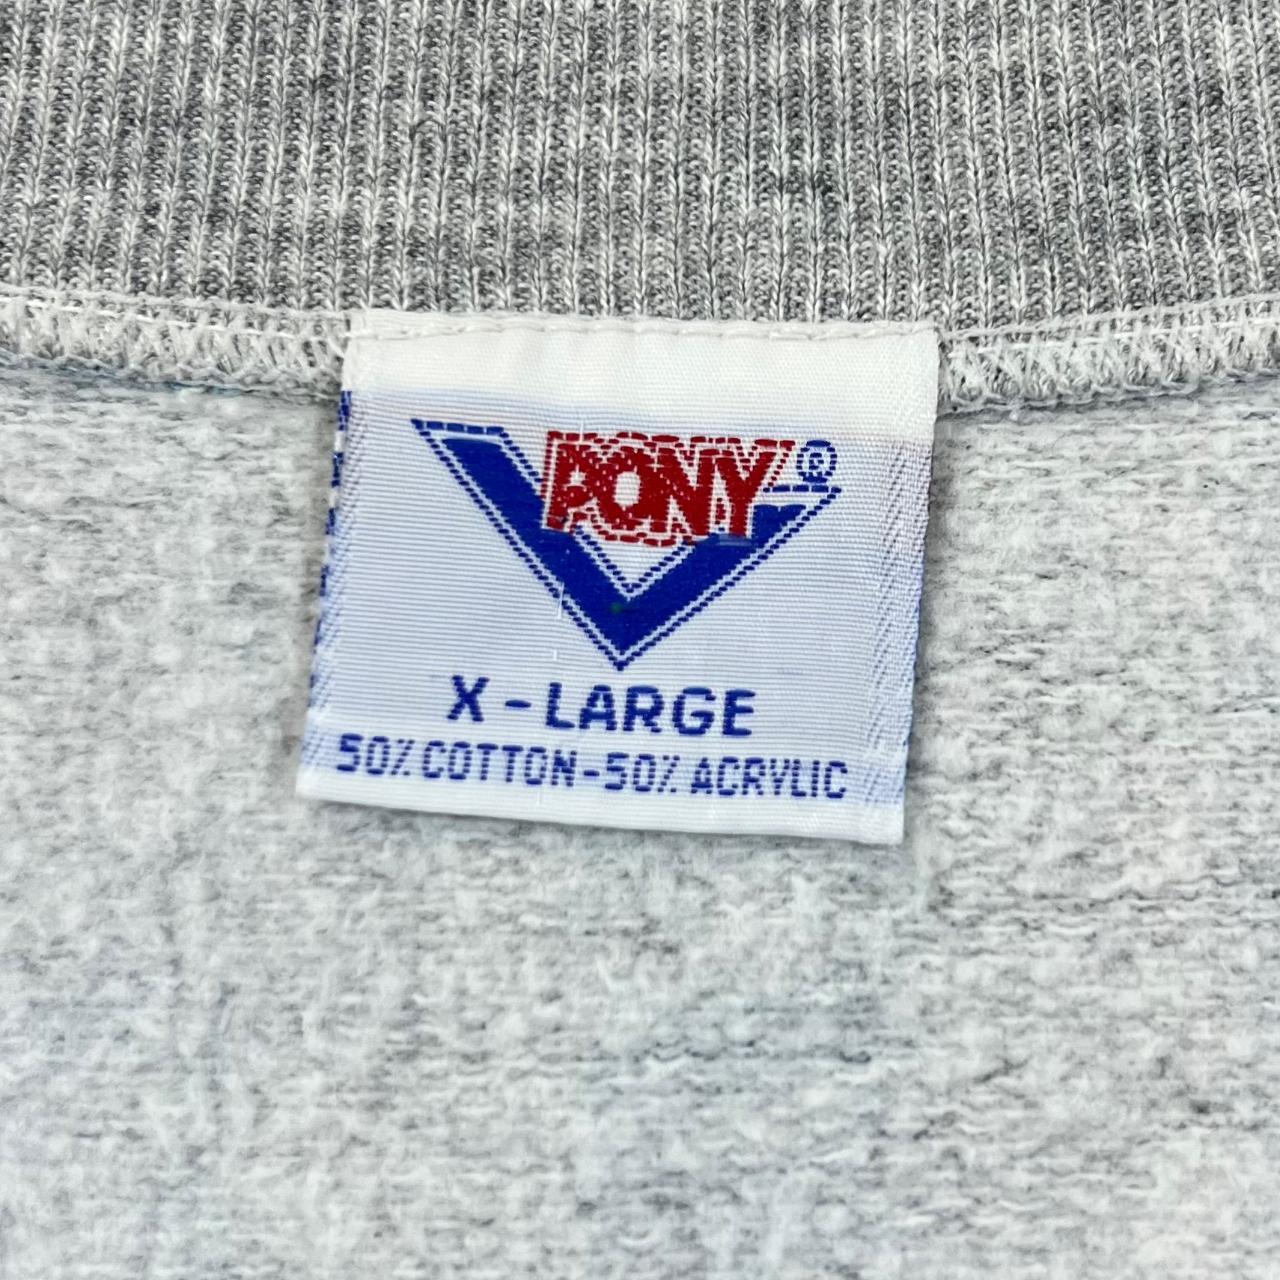 PONY®
X-LARGE
50% COTTON-50% ACRYLIC